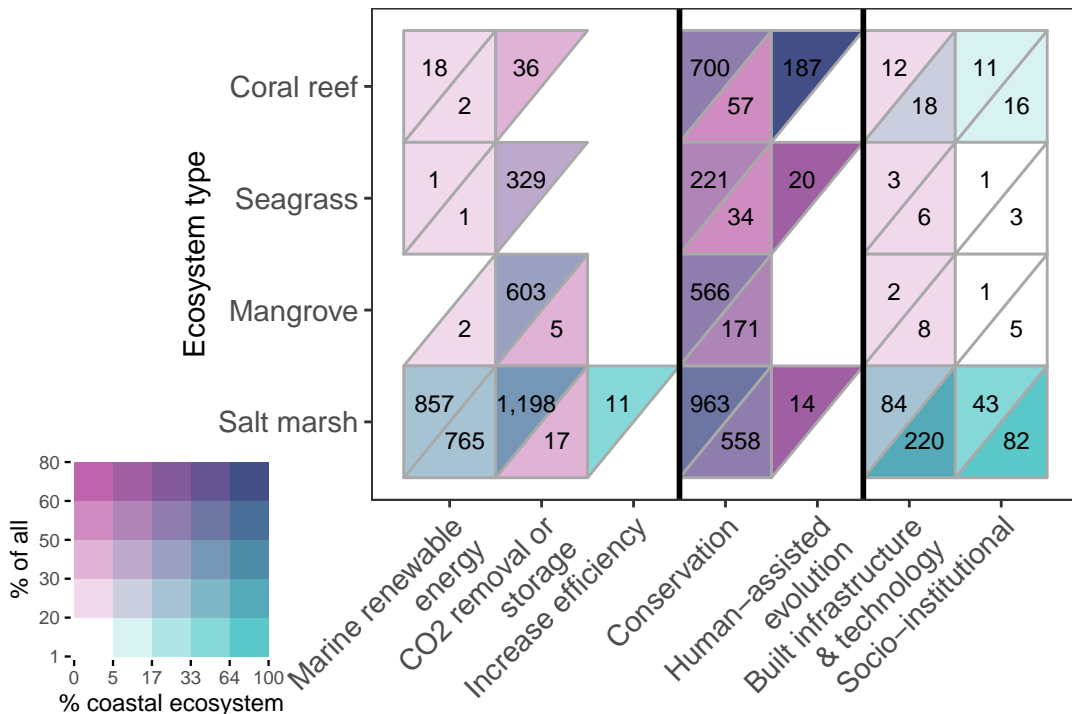 Ecosystem type
Coral reef
18 36 700 187 12 11
2 57 18 16
Seagrass
1 329 221 20 3 1
1 34 6 3
Mangrove
603 566 2 1
2 5 171 8 5
Salt marsh
857 1,198 11 963 14 84 43
765 17 558 220 82
Marine renewable
energy
CO2 removal or
storage
Increase efficiency
Conservation
Human−assisted
evolution
Built infrastructure
& technology
Socio−institutional
% of all
80
60
50
30
20
1
0 5 17 33 64 100
% coastal ecosystem